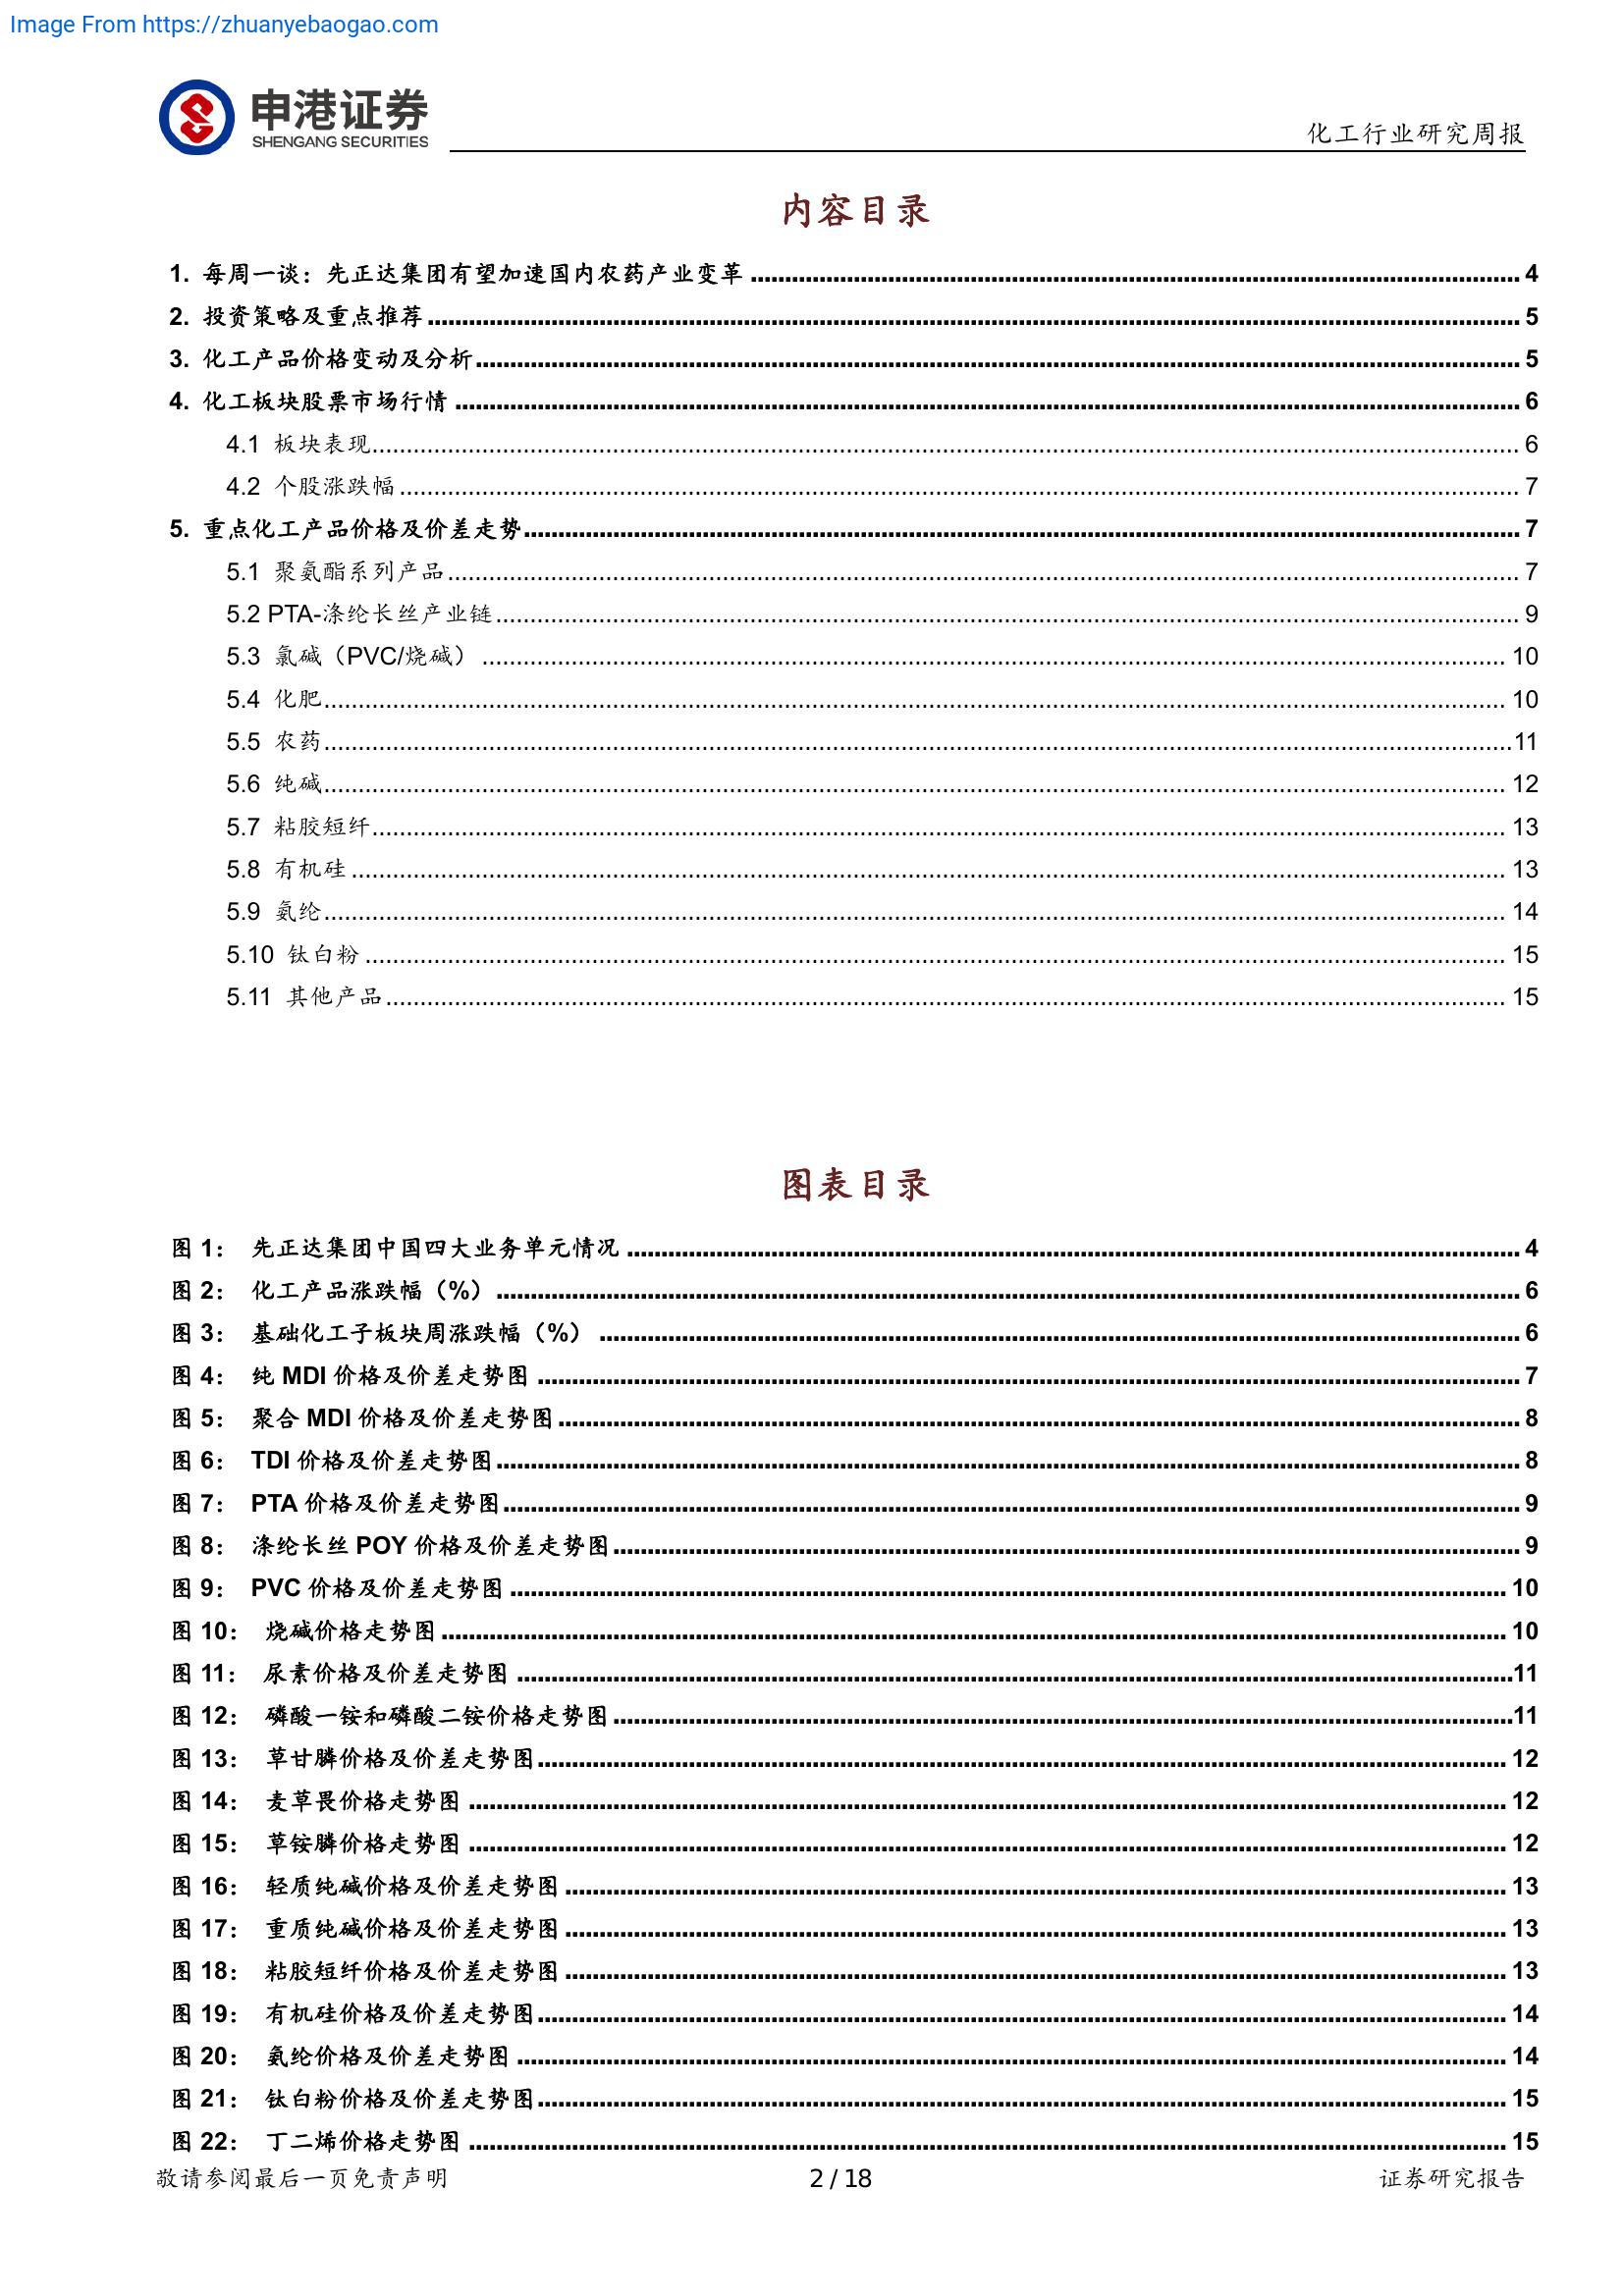 Image From https://zhuanyebaogao.com
申港证券
SHENGANG SECURITIES
化工行业研究周报
内容目录
1. 每周一谈：先正达集团有望加速国内农药产业变革 4
2. 投资策略及重点推荐 5
3. 化工产品价格变动及分析 5
4. 化工板块股票市场行情 6
4.1 板块表现 6
4.2 个股涨跌幅 7
5. 重点化工产品价格及价差走势 7
5.1 聚氨酯系列产品 7
5.2 PTA-涤纶长丝产业链 9
5.3 氯碱（PVC/烧碱） 10
5.4 化肥 10
5.5 农药 11
5.6 纯碱 12
5.7 粘胶短纤 13
5.8 有机硅 13
5.9 氨纶 14
5.10 钛白粉 15
5.11 其他产品 15
图表目录
图 1： 先正达集团中国四大业务单元情况 4
图 2： 化工产品涨跌幅（%） 6
图 3： 基础化工子板块周涨跌幅（%） 6
图 4： 纯 MDI 价格及价差走势图 7
图 5： 聚合 MDI 价格及价差走势图 8
图 6： TDI 价格及价差走势图 8
图 7： PTA 价格及价差走势图 9
图 8： 涤纶长丝 POY 价格及价差走势图 9
图 9： PVC 价格及价差走势图 10
图 10： 烧碱价格走势图 10
图 11： 尿素价格及价差走势图 11
图 12： 磷酸一铵和磷酸二铵价格走势图 11
图 13： 草甘膦价格及价差走势图 12
图 14： 麦草畏价格走势图 12
图 15： 草铵膦价格走势图 12
图 16： 轻质纯碱价格及价差走势图 13
图 17： 重质纯碱价格及价差走势图 13
图 18： 粘胶短纤价格及价差走势图 13
图 19： 有机硅价格及价差走势图 14
图 20： 氨纶价格及价差走势图 14
图 21： 钛白粉价格及价差走势图 15
图 22： 丁二烯价格走势图 15
敬请参阅最后一页免责声明 2 / 18 证券研究报告